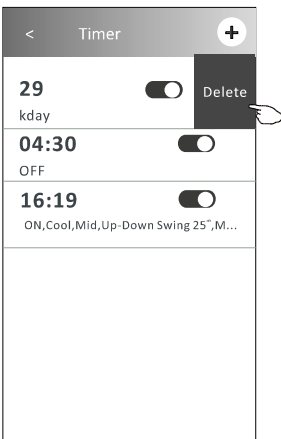 < Timer +
29
Delete
kday
04:30
OFF
16:19
ON,Cool,Mid,Up-Down Swing 25°,M...